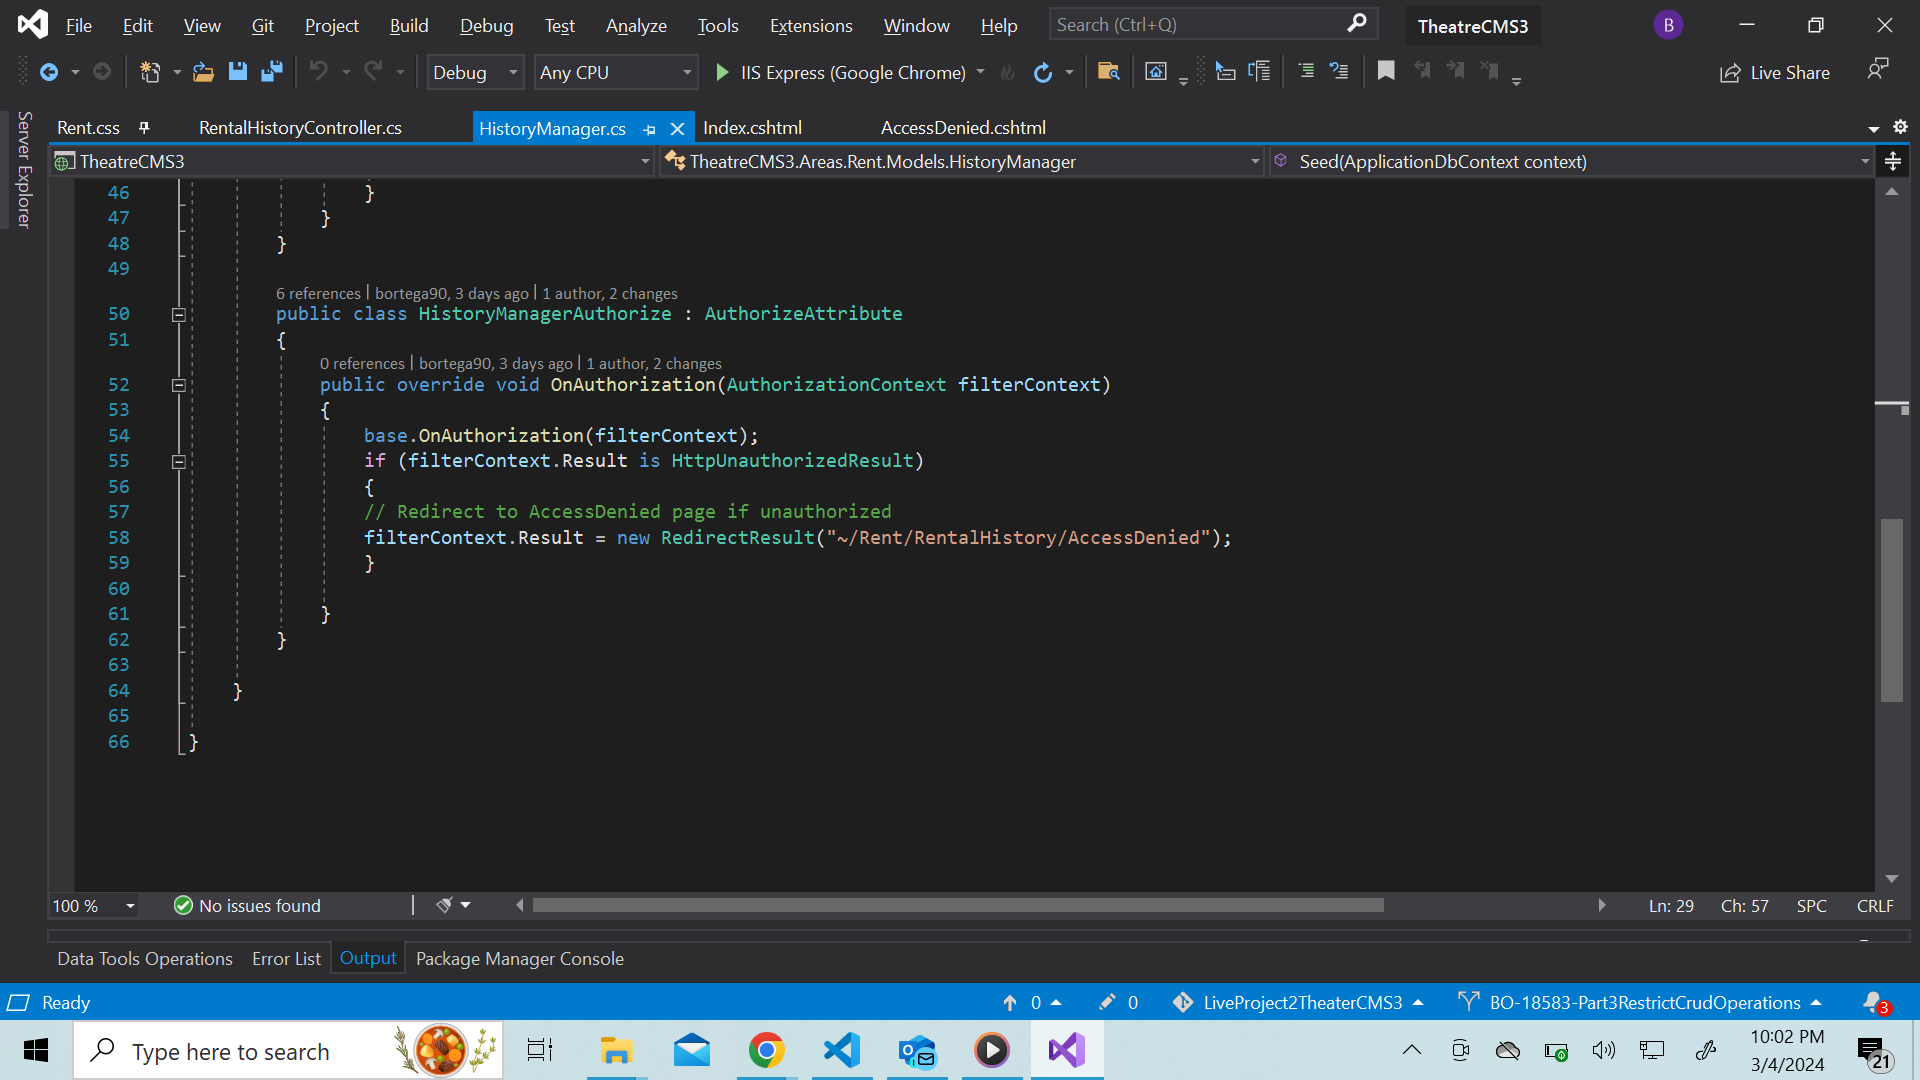 File Edit View Git Project Build Debug Test Analyze Tools Extensions Window Help Search (Ctrl+Q) TheatreCMS3 B
Debug Any CPU IIS Express (Google Chrome) Live Share
Server Explorer
Rent.css RentalHistoryController.cs HistoryManager.cs Index.cshtml AccessDenied.cshtml
TheatreCMS3 TheatreCMS3.Areas.Rent.Models.HistoryManager Seed(ApplicationDbContext context)
46 }
47 }
48 }
49
6 references | bortega90, 3 days ago | 1 author, 2 changes
50 public class HistoryManagerAuthorize : AuthorizeAttribute
51 {
0 references | bortega90, 3 days ago | 1 author, 2 changes
52 public override void OnAuthorization(AuthorizationContext filterContext)
53 {
54 base.OnAuthorization(filterContext);
55 if (filterContext.Result is HttpUnauthorizedResult)
56 {
57 // Redirect to AccessDenied page if unauthorized
58 filterContext.Result = new RedirectResult("~/Rent/RentalHistory/AccessDenied");
59 }
60
61 }
62 }
63
64 }
65
66 }
100 % No issues found Ln: 29 Ch: 57 SPC CRLF
Data Tools Operations Error List Output Package Manager Console
Ready 0 0 LiveProject2TheaterCMS3 BO-18583-Part3RestrictCrudOperations 3
Type here to search 10:02 PM
3/4/2024 21